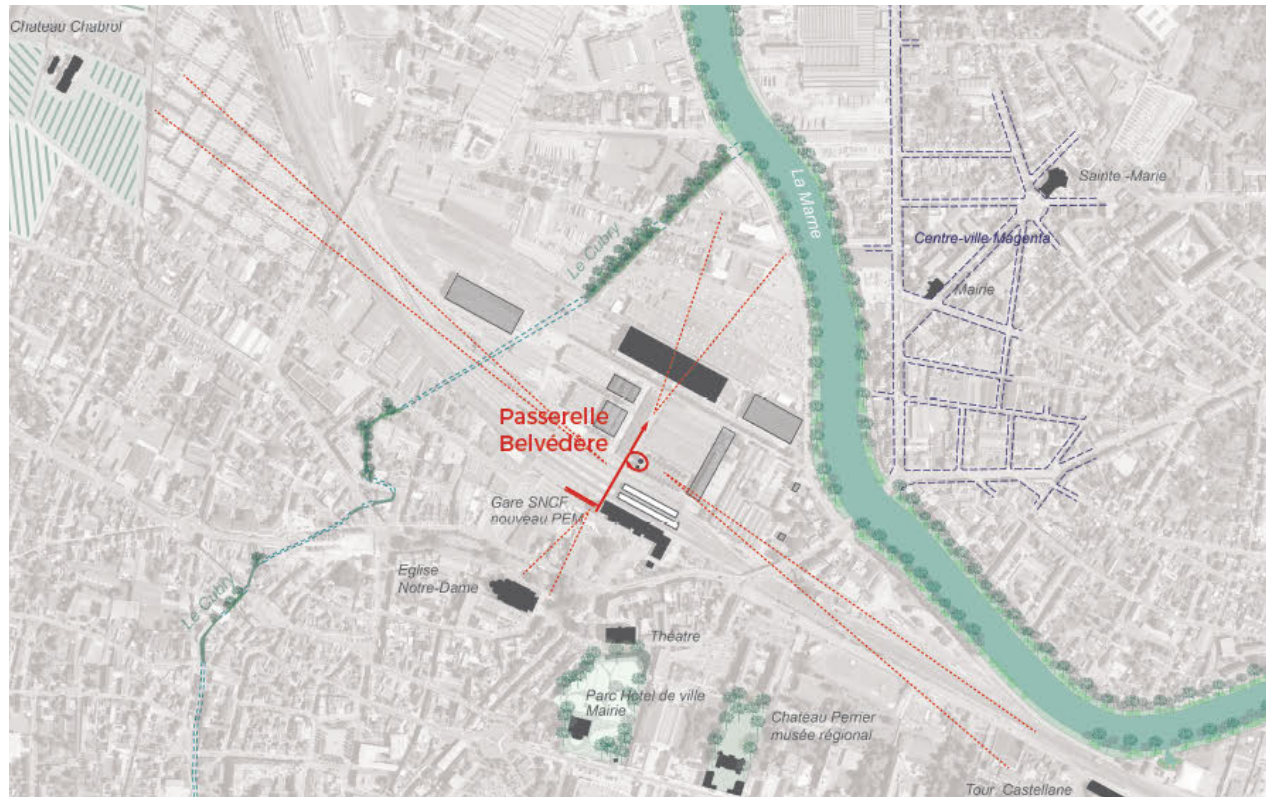 Chateau Chabrol
La Marne
Sainte -Marie
Le Cubry
Centre-ville Magenta
Mairie
Passerelle
Belvédère
Gare SNCF
nouveau PEM
Eglise
Notre-Dame
Le Cubry
Théatre
Parc Hotel de ville
Mairie
Chateau Perrier
musée régional
Tour Castellane